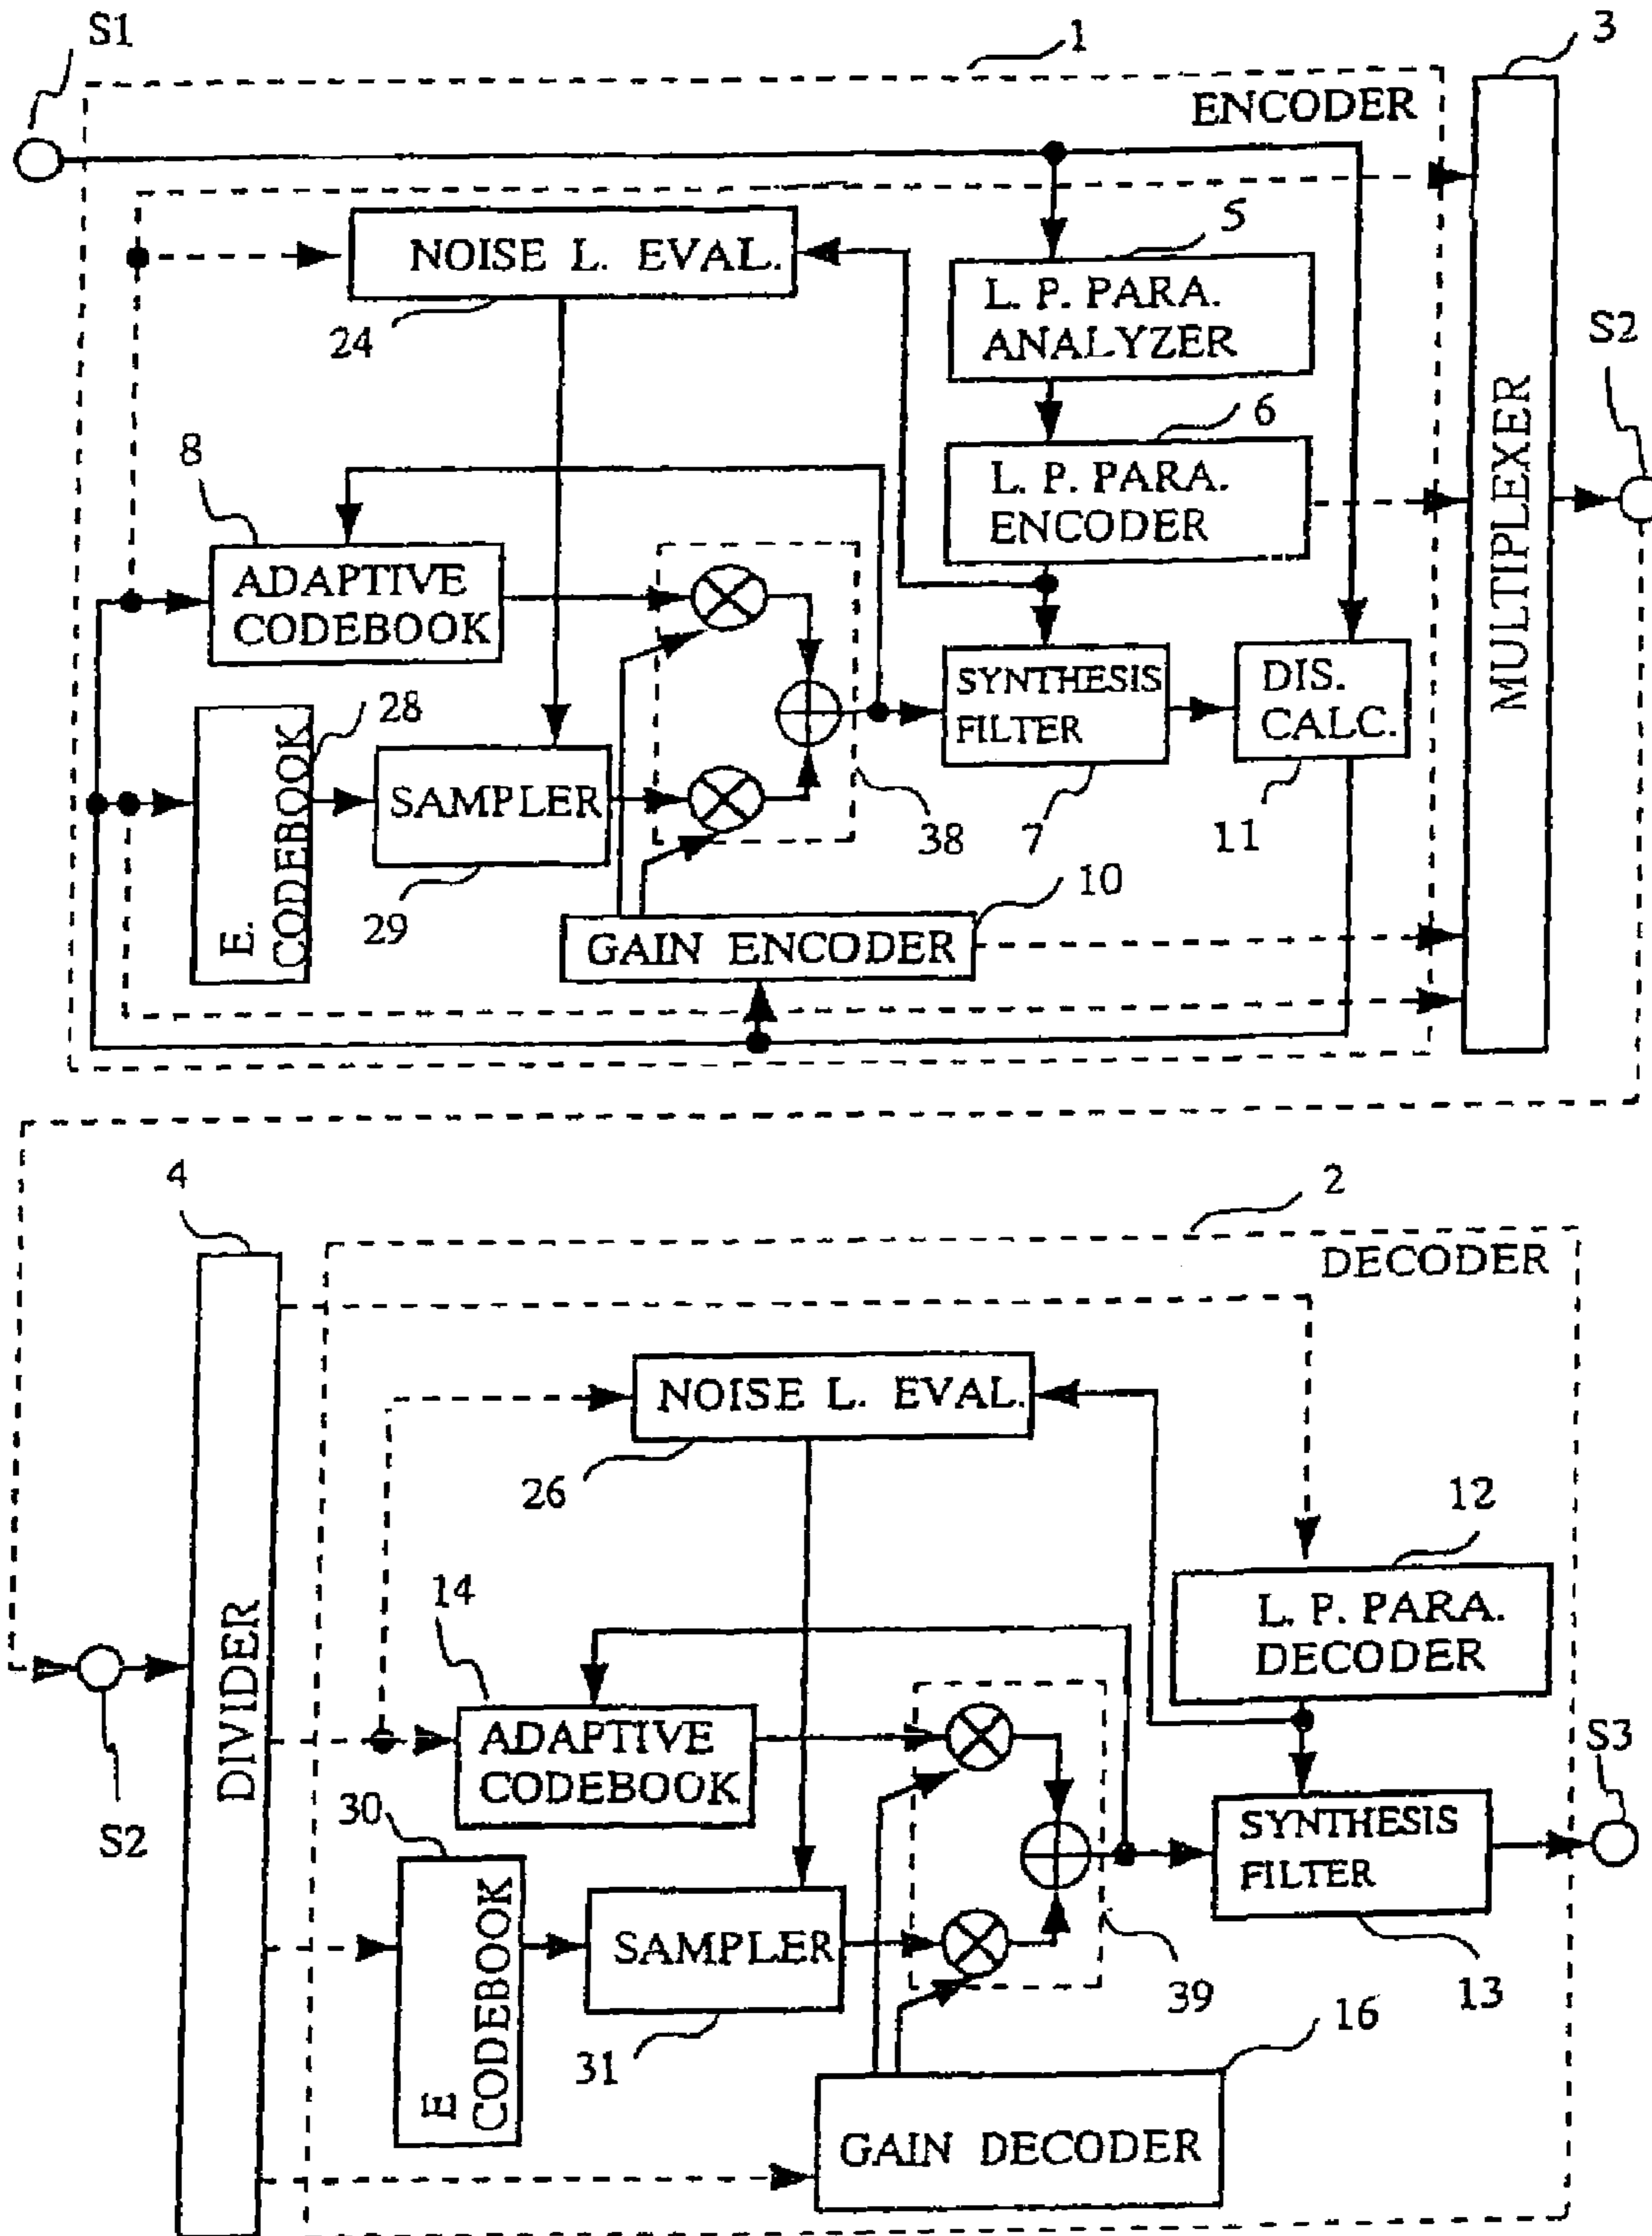 S1
1
3
ENCODER
NOISE L. EVAL.
24
5
L. P. PARA.
ANALYZER
S2
6
L. P. PARA.
ENCODER
MULTIPLEXER
8
ADAPTIVE
CODEBOOK
SYNTHESIS
FILTER
DIS.
CALC.
28
E.
CODEBOOK
SAMPLER
38
7
11
29
10
GAIN ENCODER
4
2
DECODER
DIVIDER
NOISE L. EVAL.
26
12
L. P. PARA.
DECODER
14
ADAPTIVE
CODEBOOK
S2
S3
30
SYNTHESIS
FILTER
E
CODEBOOK
SAMPLER
39
13
31
16
GAIN DECODER